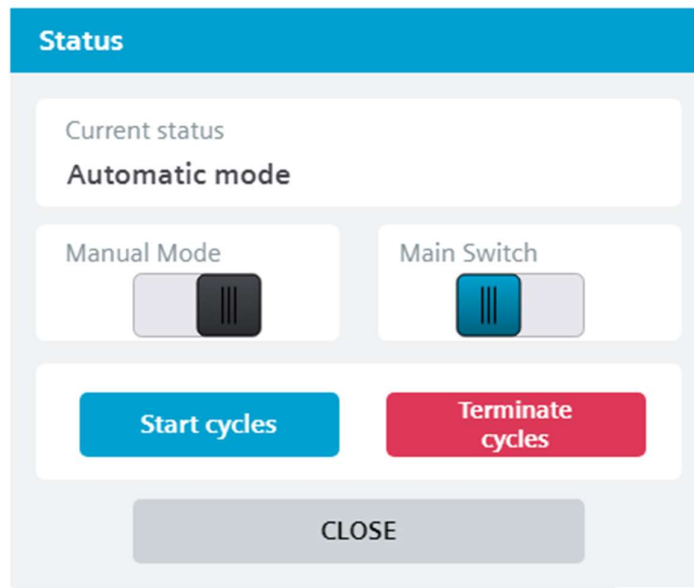 Status
Current status
Automatic mode
Manual Mode
Main Switch
Start cycles
Terminate
cycles
CLOSE